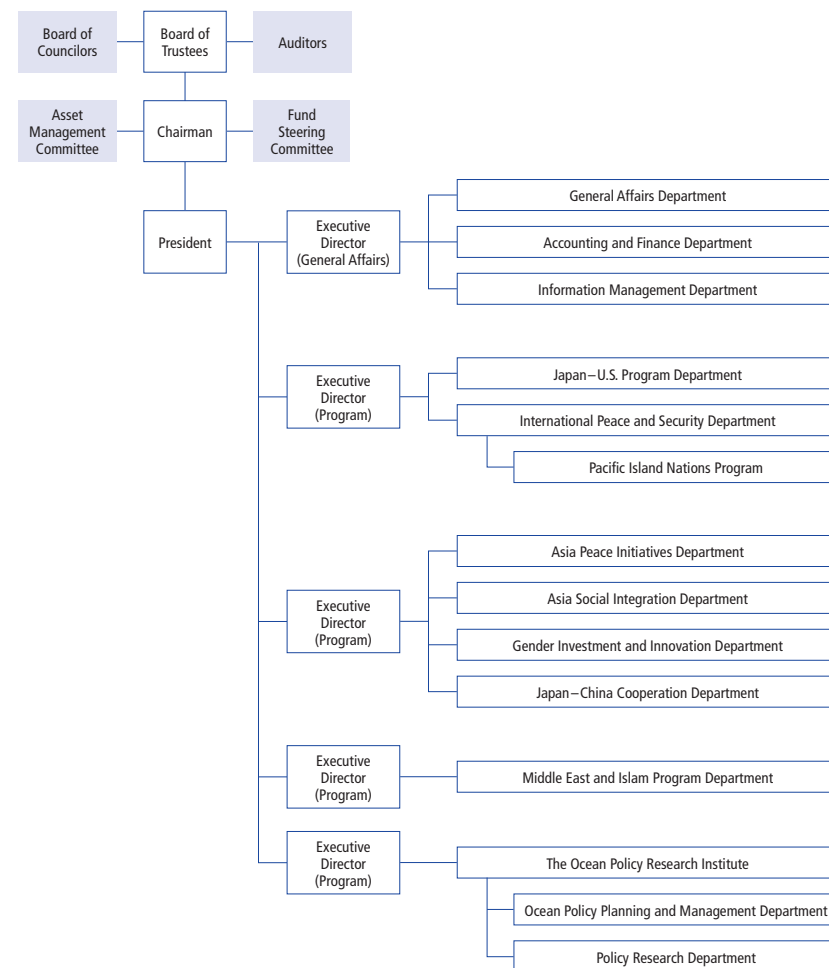 Board of
Councilors
Board of
Trustees
Auditors
Asset
Management
Committee
Chairman
Fund
Steering
Committee
President
Executive
Director
(General Affairs)
General Affairs Department
Accounting and Finance Department
Information Management Department
Executive
Director
(Program)
Japan–U.S. Program Department
International Peace and Security Department
Pacific Island Nations Program
Executive
Director
(Program)
Asia Peace Initiatives Department
Asia Social Integration Department
Gender Investment and Innovation Department
Japan–China Cooperation Department
Executive
Director
(Program)
Middle East and Islam Program Department
Executive
Director
(Program)
The Ocean Policy Research Institute
Ocean Policy Planning and Management Department
Policy Research Department